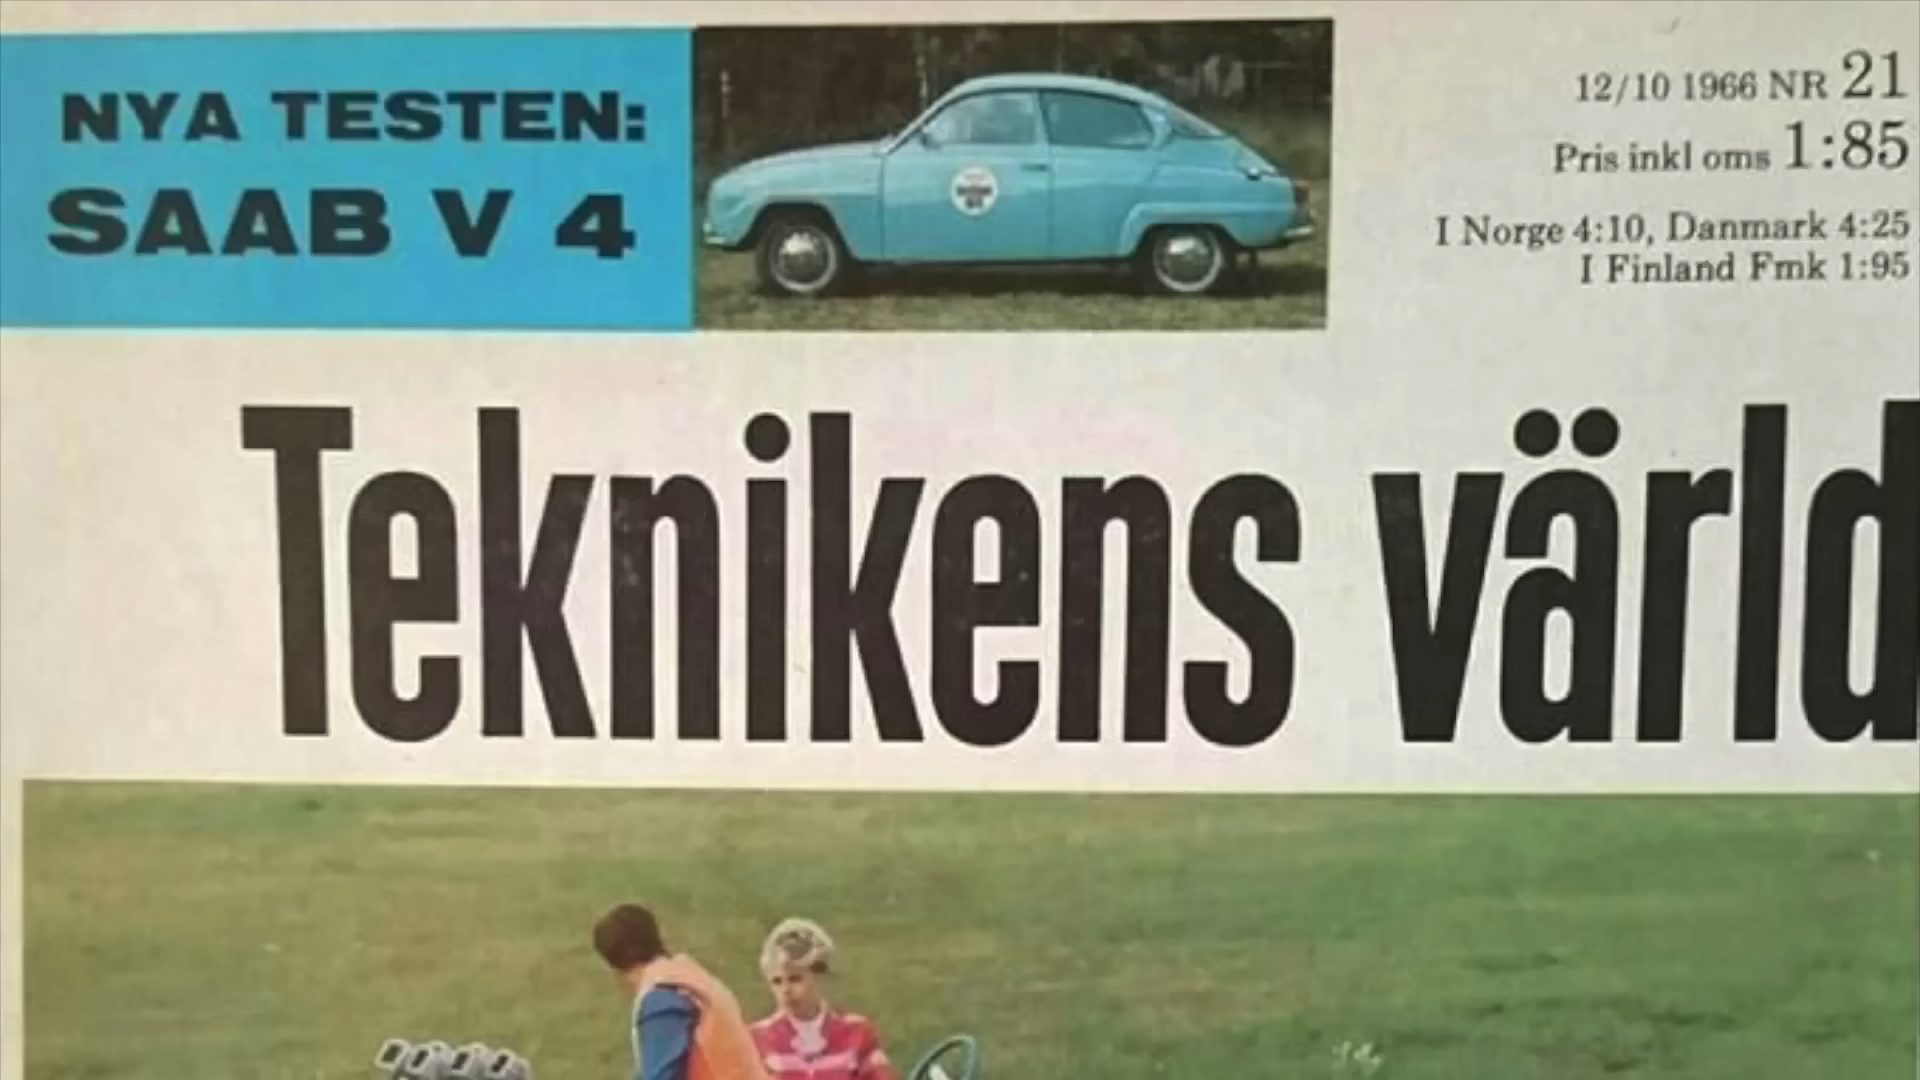 NYA TESTEN:
SAAB V 4
12/10 1966 NR 21
Pris inkl oms 1:85
I Norge 4:10, Danmark 4:25
I Finland Fmk 1:95
Teknikens värld